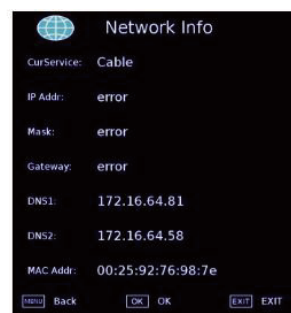 Network Info
CurService: Cable
IP Addr: error
Mask: error
Gateway: error
DNS1: 172.16.64.81
DNS2: 172.16.64.58
MAC Addr: 00:25:92:76:98:7e
MENU Back OK OK EXIT EXIT